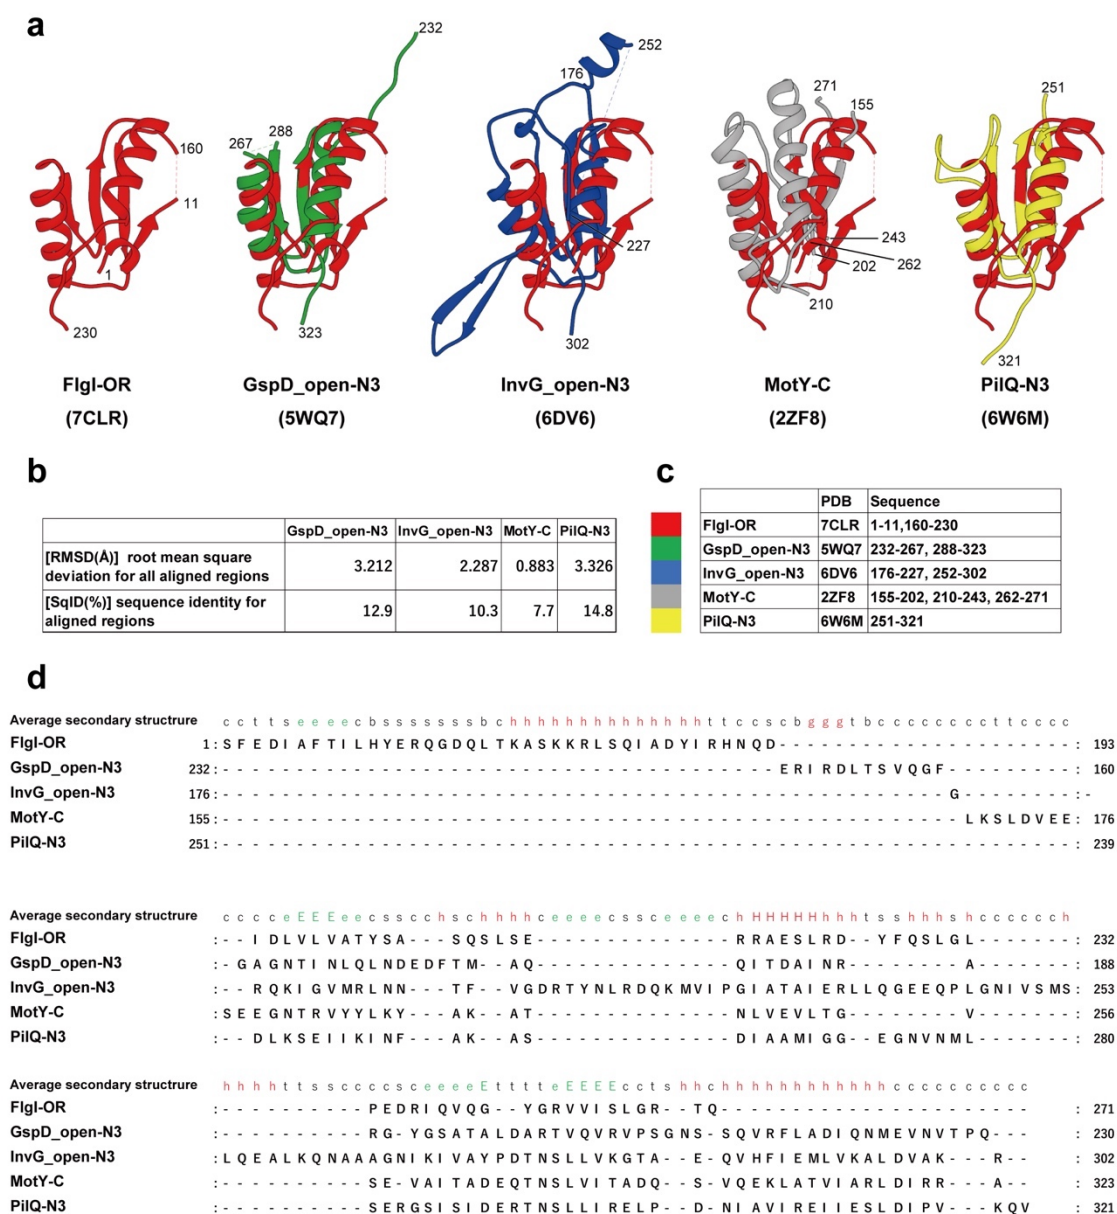 a
232
252
176
271
155
251
288
267
160
11
1
227
243
262
202
210
230
323
302
321
FlgI-OR GspD_open-N3 InvG_open-N3 MotY-C PilQ-N3
(7CLR) (5WQ7) (6DV6) (2ZF8) (6W6M)
b
GspD_open-N3 InvG_open-N3 MotY-C PilQ-N3
[RMSD(Å)] root mean square
deviation for all aligned regions 3.212 2.287 0.883 3.326
[SqID(%)] sequence identity for
aligned regions 12.9 10.3 7.7 14.8
c
PDB Sequence
FlgI-OR 7CLR 1-11,160-230
GspD_open-N3 5WQ7 232-267, 288-323
InvG_open-N3 6DV6 176-227, 252-302
MotY-C 2ZF8 155-202, 210-243, 262-271
PilQ-N3 6W6M 251-321
d
Average secondary structrure c c t t s e e e e c b s s s s s s s b c h h h h h h h h h h h h h h t t c c s c b g g g t b c c c c c c c c c t t c c c c
FlgI-OR 1 : S F E D I A F T I L H Y E R Q G D Q L T K A S K K R L S Q I A D Y I R H N Q D - - - - - - - - - - - - - - - - - - - - : 193
GspD_open-N3 232 : - - - - - - - - - - - - - - - - - - - - - - - - - - - - - - - - - - - - - - - E R I R D L T S V Q G F - - - - - - - - : 160
InvG_open-N3 176 : - - - - - - - - - - - - - - - - - - - - - - - - - - - - - - - - - - - - - - - - - - - - - - - - - - - G - - - - - - - : -
MotY-C 155 : - - - - - - - - - - - - - - - - - - - - - - - - - - - - - - - - - - - - - - - - - - - - - - - - - - - L K S L D V E E : 176
PilQ-N3 251 : - - - - - - - - - - - - - - - - - - - - - - - - - - - - - - - - - - - - - - - - - - - - - - - - - - - - - - - - - - - : 239
Average secondary structrure c c c c e E E E e e c s s c c h s c h h h h c e e e e c s s c e e e e c h H H H H H h h h t s s h h h s h c c c c c c h
FlgI-OR : - - I D L V L V A T Y S A - - - S Q S L S E - - - - - - - - - - - - - R R A E S L R D - - Y F Q S L G L - - - - - - : 232
GspD_open-N3 : - G A G N T I N L Q L N D E D F T M - - A Q - - - - - - - - - - - - - Q I T D A I N R - - - - - - - - A - - - - - - : 188
InvG_open-N3 : - - R Q K I G V M R L N N - - - T F - - V G D R T Y N L R D Q K M V I P G I A T A I E R L L Q G E E Q P L G N I V S M S : 253
MotY-C : S E E G N T R V Y Y L K Y - - - A K - - A T - - - - - - - - - - - - - N L V E V L T G - - - - - - - - V - - - - - - : 256
PilQ-N3 : - - D L K S E I I K I N F - - - A K - - A S - - - - - - - - - - - - - D I A A M I G G - - E G N V N M L - - - - - - : 280
Average secondary structrure h h h h t t s s c c c c s c e e e e E t t t t e E E E E c c t s h h c h h h h h h h h h h h h c c c c c c c c c c
FlgI-OR : - - - - - - - - - - P E D R I Q V Q G - - Y G R V V I S L G R - - T Q - - - - - - - - - - - - - - - - - - - - : 271
GspD_open-N3 : - - - - - - - - - - R G - Y G S A T A L D A R T V Q V R V P S G N S - S Q V R F L A D I Q N M E V N V T P Q - - - : 230
InvG_open-N3 : L Q E A L K Q N A A A G N I K I V A Y P D T N S L L V K G T A - - E - Q V H F I E M L V K A L D V A K - - R - - : 302
MotY-C : - - - - - - - - - - S E - V A I T A D E Q T N S L V I T A D Q - - S - V Q E K L A T V I A R L D I R R - - A - - : 323
PilQ-N3 : - - - - - - - - - - S E R G S I S I D E R T N S L L I R E L P - - D - N I A V I R E I I E S L D I P - - - K Q V : 321